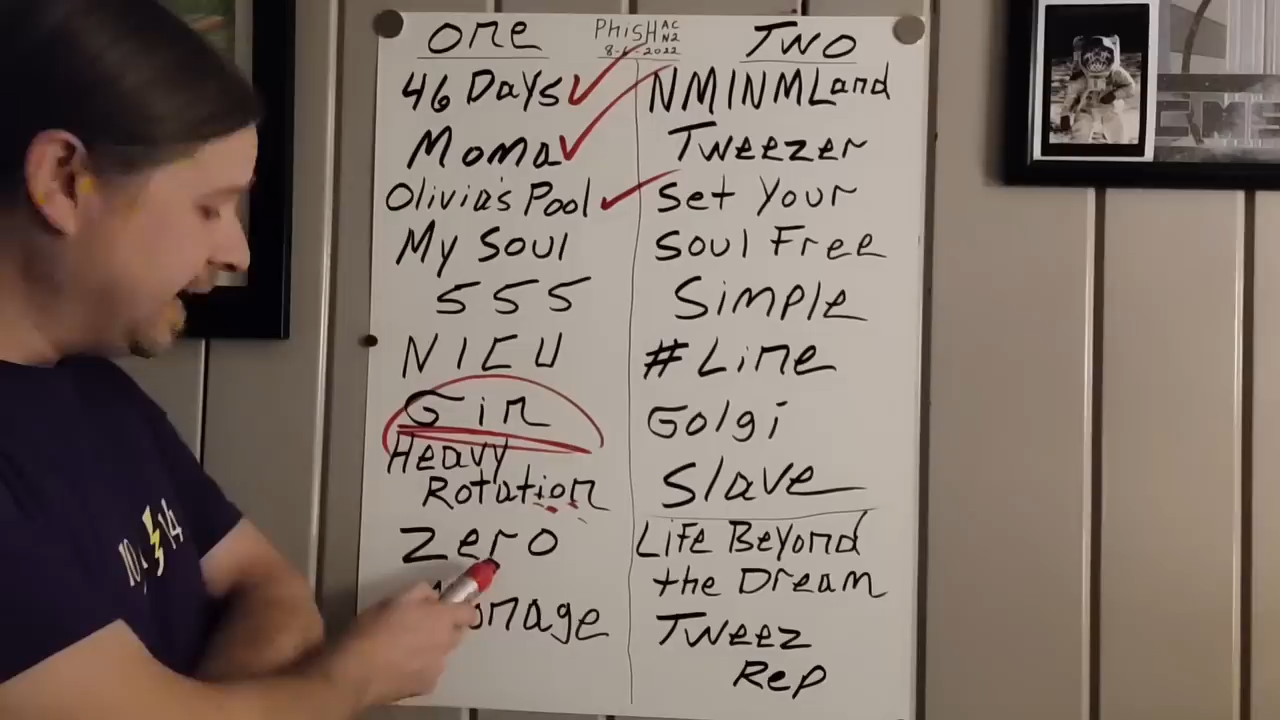 One
Phish AC
N2
8-6-2022
Two
46 Days
Moma
Olivia's Pool
My Soul
555
NICU
Gin
Heavy
Rotation
Zero
NMINMLand
Tweezer
Set Your
Soul Free
Simple
#Line
Golgi
Slave
Life Beyond
the Dream
Tweez
Rep
14